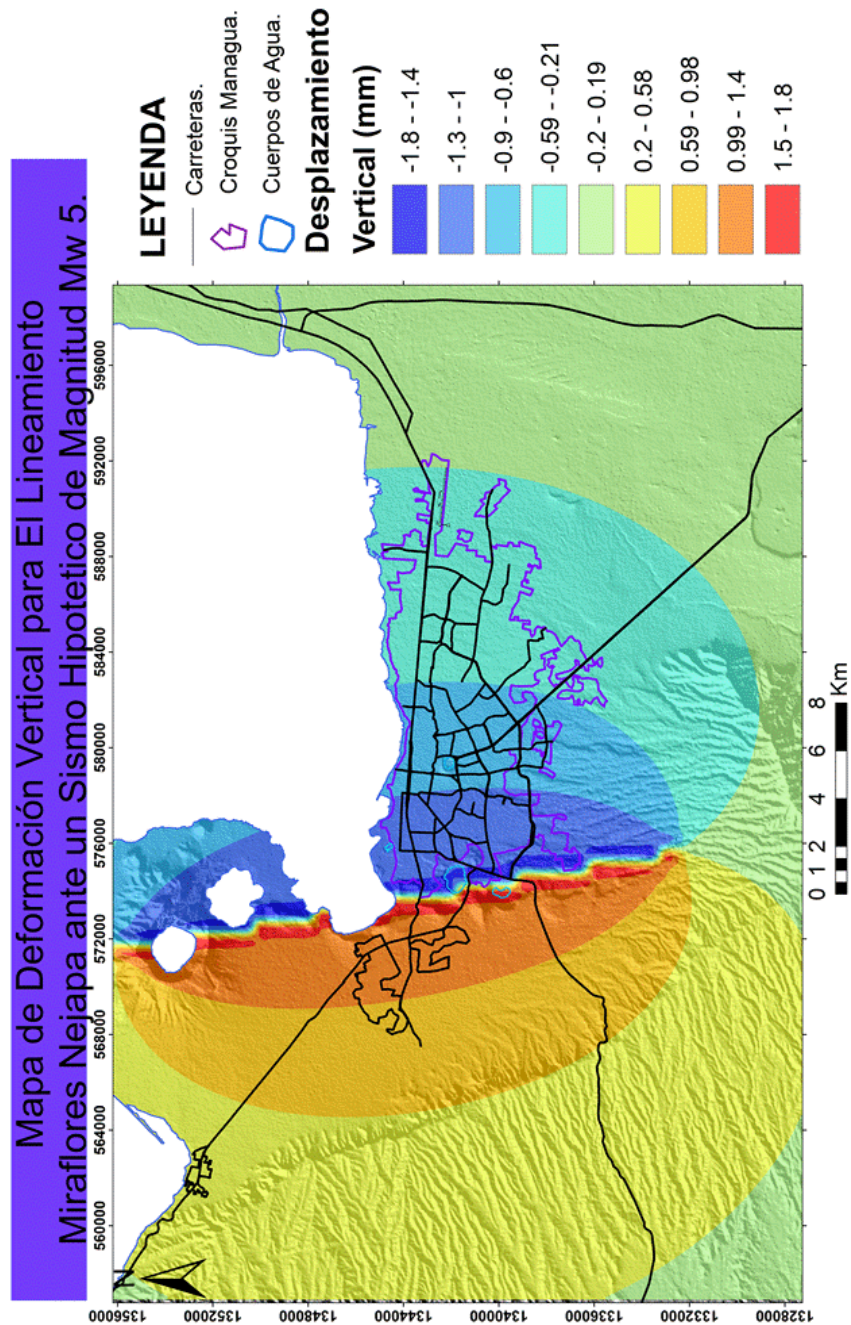 Mapa de Deformación Vertical para El Lineamiento
Miraflores Nejapa ante un Sismo Hipotetico de Magnitud Mw 5.
560000 564000 568000 572000 576000 580000 584000 588000 592000 596000
1356000
1352000
1348000
1344000
1340000
1336000
1332000
1328000
N
0 1 2 4 6 8 Km
LEYENDA
Carreteras.
Croquis Managua.
Cuerpos de Agua.
Desplazamiento
Vertical (mm)
-1.8 - -1.4
-1.3 - -1
-0.9 - -0.6
-0.59 - -0.21
-0.2 - 0.19
0.2 - 0.58
0.59 - 0.98
0.99 - 1.4
1.5 - 1.8